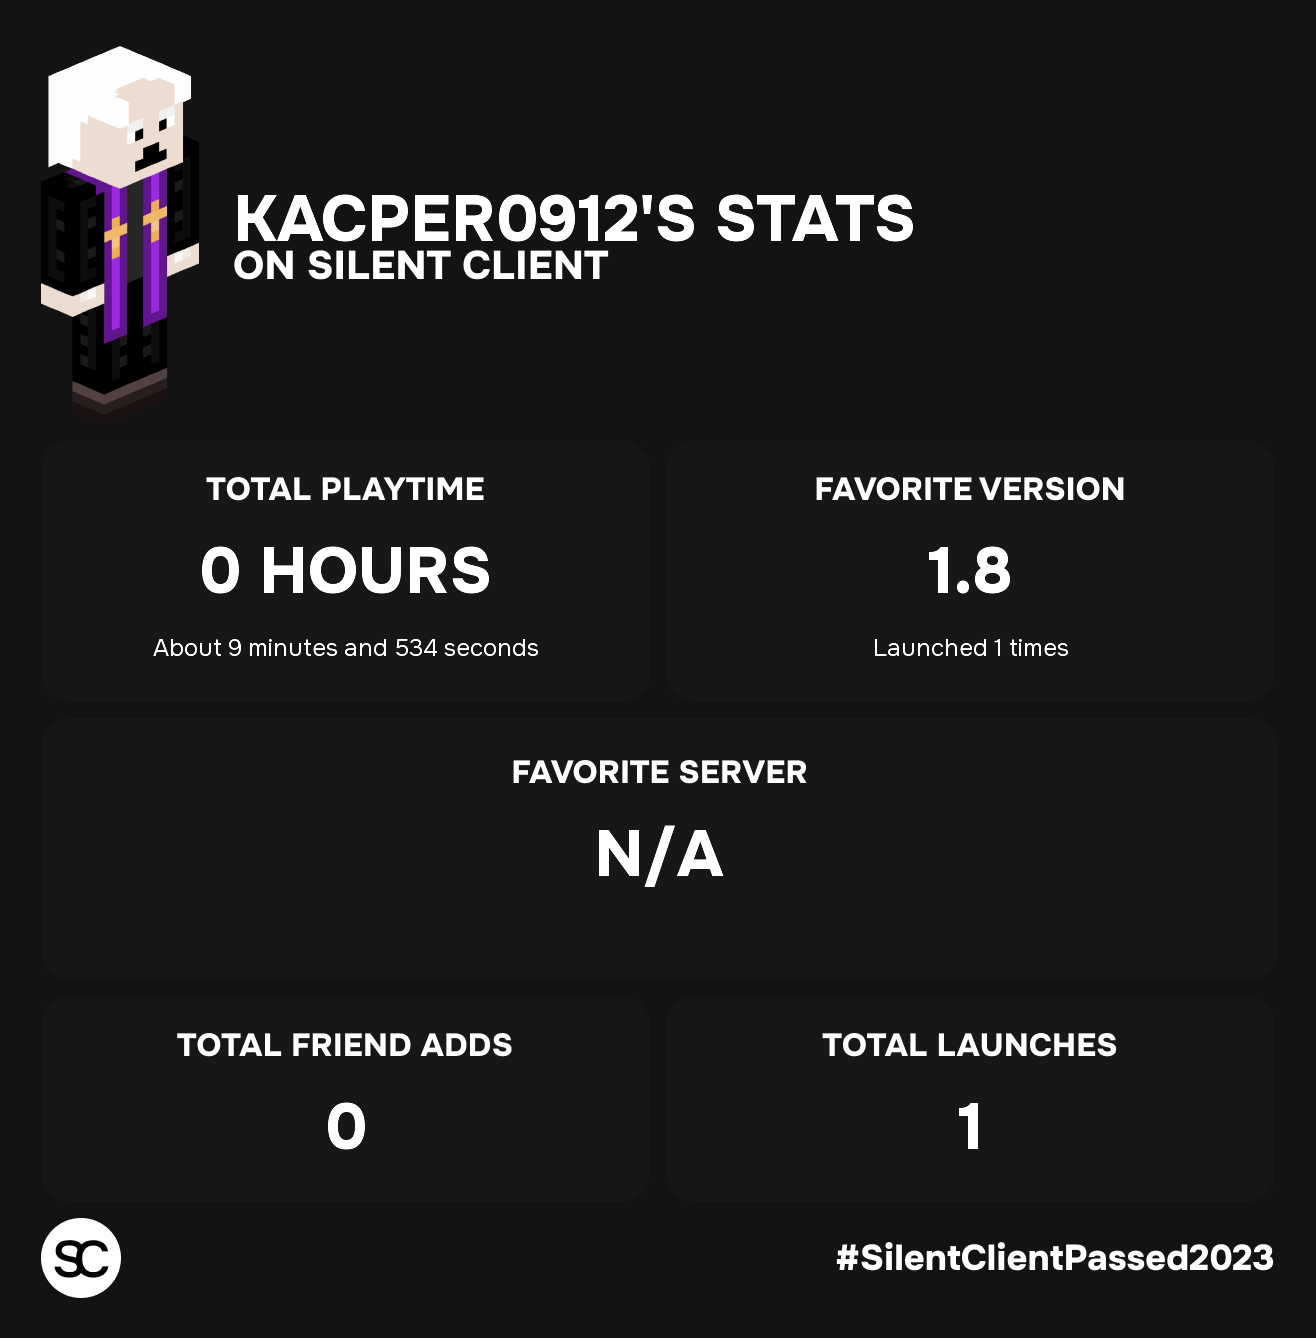 KACPER0912'S STATS
ON SILENT CLIENT
TOTAL PLAYTIME
0 HOURS
About 9 minutes and 534 seconds
FAVORITE VERSION
1.8
Launched 1 times
FAVORITE SERVER
N/A
TOTAL FRIEND ADDS
0
TOTAL LAUNCHES
1
SC
#SilentClientPassed2023